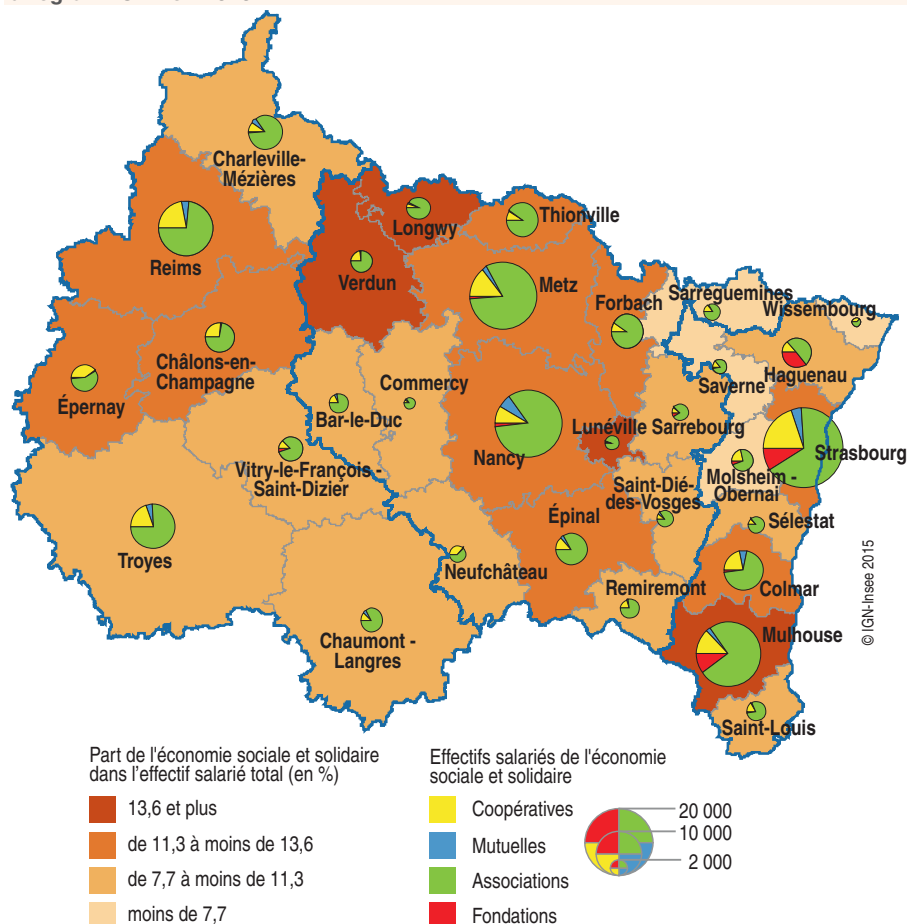 Charleville-
Mézières
Longwy
Thionville
Reims
Verdun
Metz
Forbach
Sarreguemines
Wissembourg
Châlons-en-
Champagne
Commercy
Haguenau
Saverne
Épernay
Bar-le-Duc
Lunéville
Sarrebourg
Strasbourg
Nancy
Vitry-le-François -
Saint-Dizier
Saint-Dié-
des-Vosges
Molsheim -
Obernai
Épinal
Sélestat
Troyes
Neufchâteau
Remiremont
Colmar
Chaumont -
Langres
Mulhouse
Saint-Louis
© IGN-Insee 2015
Part de l'économie sociale et solidaire
dans l'effectif salarié total (en %)
13,6 et plus
de 11,3 à moins de 13,6
de 7,7 à moins de 11,3
moins de 7,7
Effectifs salariés de l'économie
sociale et solidaire
Coopératives
Mutuelles
Associations
Fondations
20 000
10 000
2 000